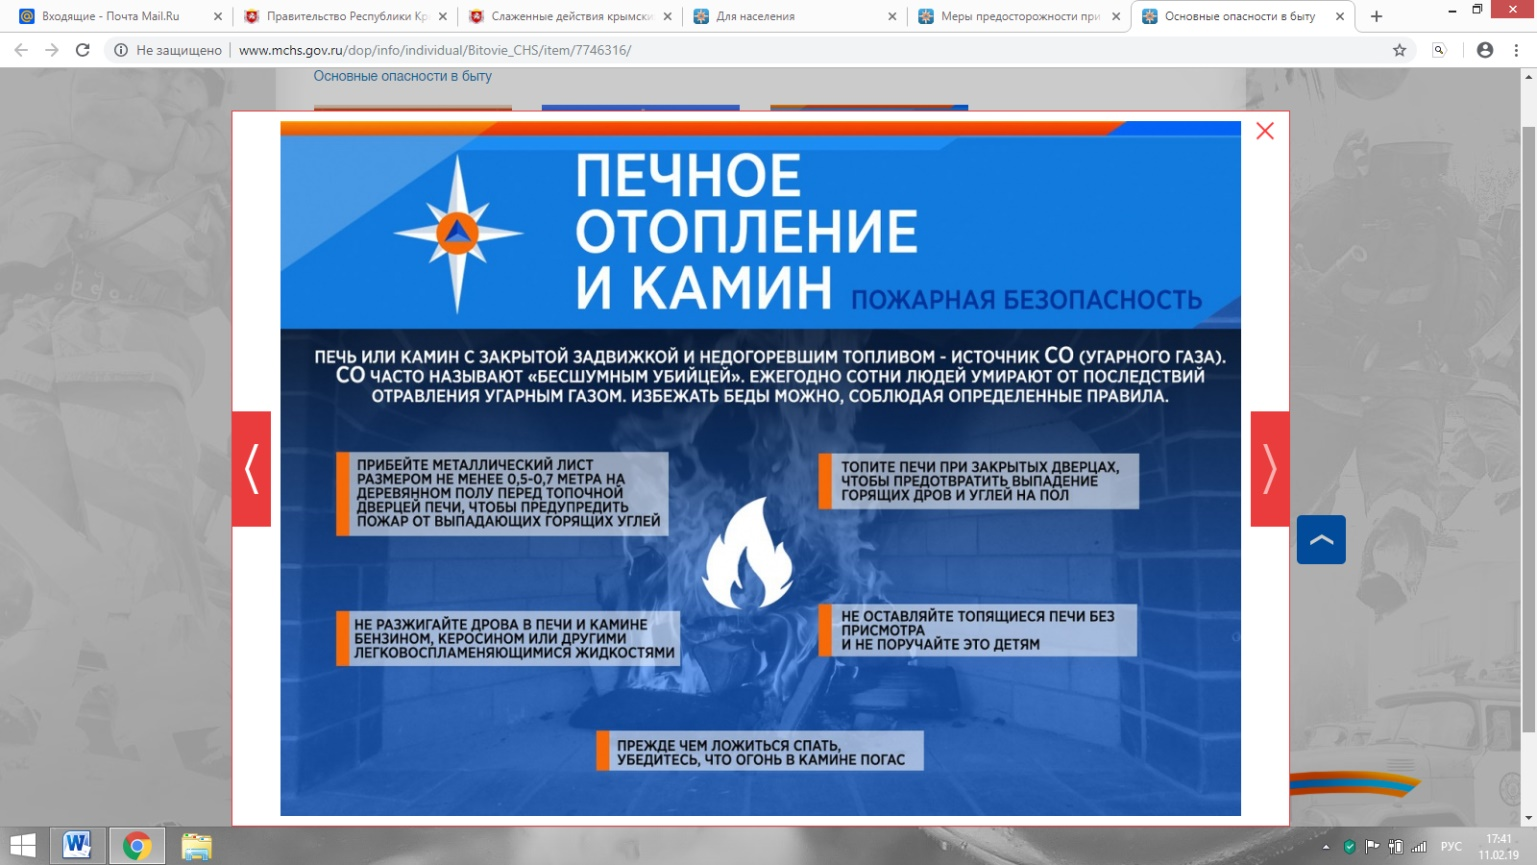 Входящие - Почта Mail.Ru
Правительство Республики Кр
Слаженные действия крымски
Для населения
Меры предосторожности при
Основные опасности в быту
Не защищено
www.mchs.gov.ru/dop/info/individual/Bitovie_CHS/item/7746316/
Основные опасности в быту
ПЕЧНОЕ
ОТОПЛЕНИЕ
И КАМИН ПОЖАРНАЯ БЕЗОПАСНОСТЬ
ПЕЧЬ ИЛИ КАМИН С ЗАКРЫТОЙ ЗАДВИЖКОЙ И НЕДОГОРЕВШИМ ТОПЛИВОМ - ИСТОЧНИК СО (УГАРНОГО ГАЗА).
СО ЧАСТО НАЗЫВАЮТ «БЕСШУМНЫМ УБИЙЦЕЙ». ЕЖЕГОДНО СОТНИ ЛЮДЕЙ УМИРАЮТ ОТ ПОСЛЕДСТВИЙ
ОТРАВЛЕНИЯ УГАРНЫМ ГАЗОМ. ИЗБЕЖАТЬ БЕДЫ МОЖНО, СОБЛЮДАЯ ОПРЕДЕЛЕННЫЕ ПРАВИЛА.
ПРИБЕЙТЕ МЕТАЛЛИЧЕСКИЙ ЛИСТ
РАЗМЕРОМ НЕ МЕНЕЕ 0,5-0,7 МЕТРА НА
ДЕРЕВЯННОМ ПОЛУ ПЕРЕД ТОПОЧНОЙ
ДВЕРЦЕЙ ПЕЧИ, ЧТОБЫ ПРЕДУПРЕДИТЬ
ПОЖАР ОТ ВЫПАДАЮЩИХ ГОРЯЩИХ УГЛЕЙ
ТОПИТЕ ПЕЧИ ПРИ ЗАКРЫТЫХ ДВЕРЦАХ,
ЧТОБЫ ПРЕДОТВРАТИТЬ ВЫПАДЕНИЕ
ГОРЯЩИХ ДРОВ И УГЛЕЙ НА ПОЛ
НЕ РАЗЖИГАЙТЕ ДРОВА В ПЕЧИ И КАМИНЕ
БЕНЗИНОМ, КЕРОСИНОМ ИЛИ ДРУГИМИ
ЛЕГКОВОСПЛАМЕНЯЮЩИМИСЯ ЖИДКОСТЯМИ
НЕ ОСТАВЛЯЙТЕ ТОПЯЩИЕСЯ ПЕЧИ БЕЗ
ПРИСМОТРА
И НЕ ПОРУЧАЙТЕ ЭТО ДЕТЯМ
ПРЕЖДЕ ЧЕМ ЛОЖИТЬСЯ СПАТЬ,
УБЕДИТЕСЬ, ЧТО ОГОНЬ В КАМИНЕ ПОГАС
РУС
17:41
11.02.19